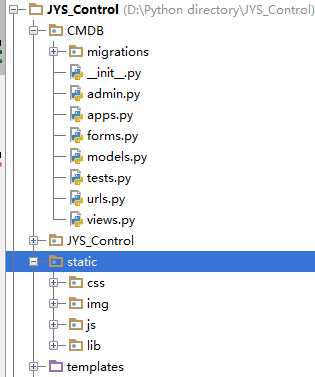 JYS_Control (D:\Python directory\JYS_Control)
CMDB
migrations
__init__.py
admin.py
apps.py
forms.py
models.py
tests.py
urls.py
views.py
JYS_Control
static
css
img
js
lib
templates